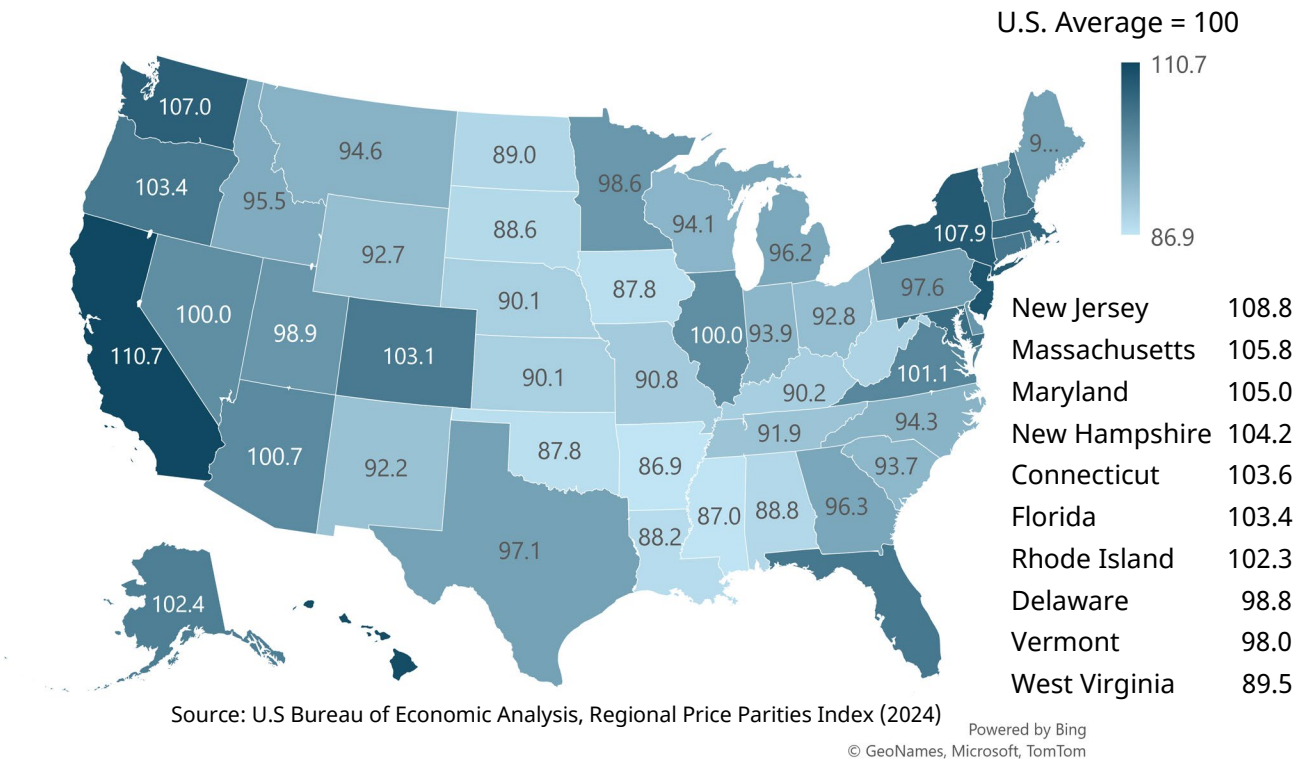 U.S. Average = 100
110.7
86.9
107.0
103.4
95.5
94.6
92.7
89.0
88.6
90.1
90.1
98.6
94.1
87.8
90.8
96.2
100.0
93.9
92.8
97.6
107.9
9...
100.0
98.9
103.1
110.7
100.7
92.2
87.8
86.9
88.2
87.0
88.8
96.3
93.7
94.3
101.1
90.2
91.9
97.1
102.4
New Jersey 108.8
Massachusetts 105.8
Maryland 105.0
New Hampshire 104.2
Connecticut 103.6
Florida 103.4
Rhode Island 102.3
Delaware 98.8
Vermont 98.0
West Virginia 89.5
Source: U.S Bureau of Economic Analysis, Regional Price Parities Index (2024)
Powered by Bing
© GeoNames, Microsoft, TomTom